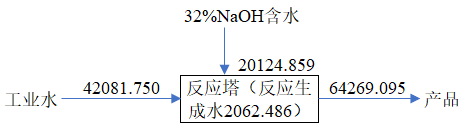 32%NaOH含水
20124.859
工业水
42081.750
反应塔（反应生
成水2062.486）
64269.095
产品